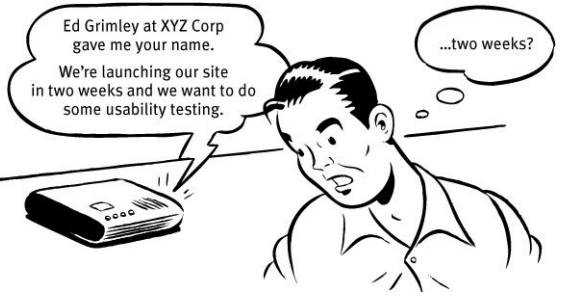 Ed Grimley at XYZ Corp
gave me your name.
We're launching our site
in two weeks and we want to do
some usability testing.
...two weeks?